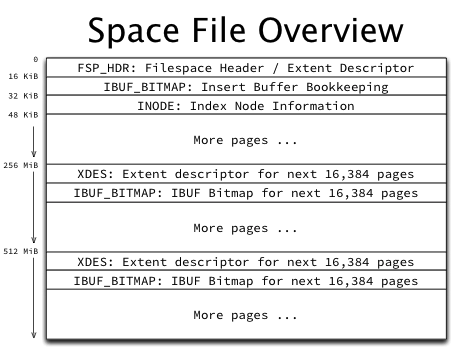 Space File Overview
0
FSP_HDR: Filespace Header / Extent Descriptor
16 KiB
IBUF_BITMAP: Insert Buffer Bookkeeping
32 KiB
INODE: Index Node Information
48 KiB
More pages ...
256 MiB
XDES: Extent descriptor for next 16,384 pages
IBUF_BITMAP: IBUF Bitmap for next 16,384 pages
More pages ...
512 MiB
XDES: Extent descriptor for next 16,384 pages
IBUF_BITMAP: IBUF Bitmap for next 16,384 pages
More pages ...